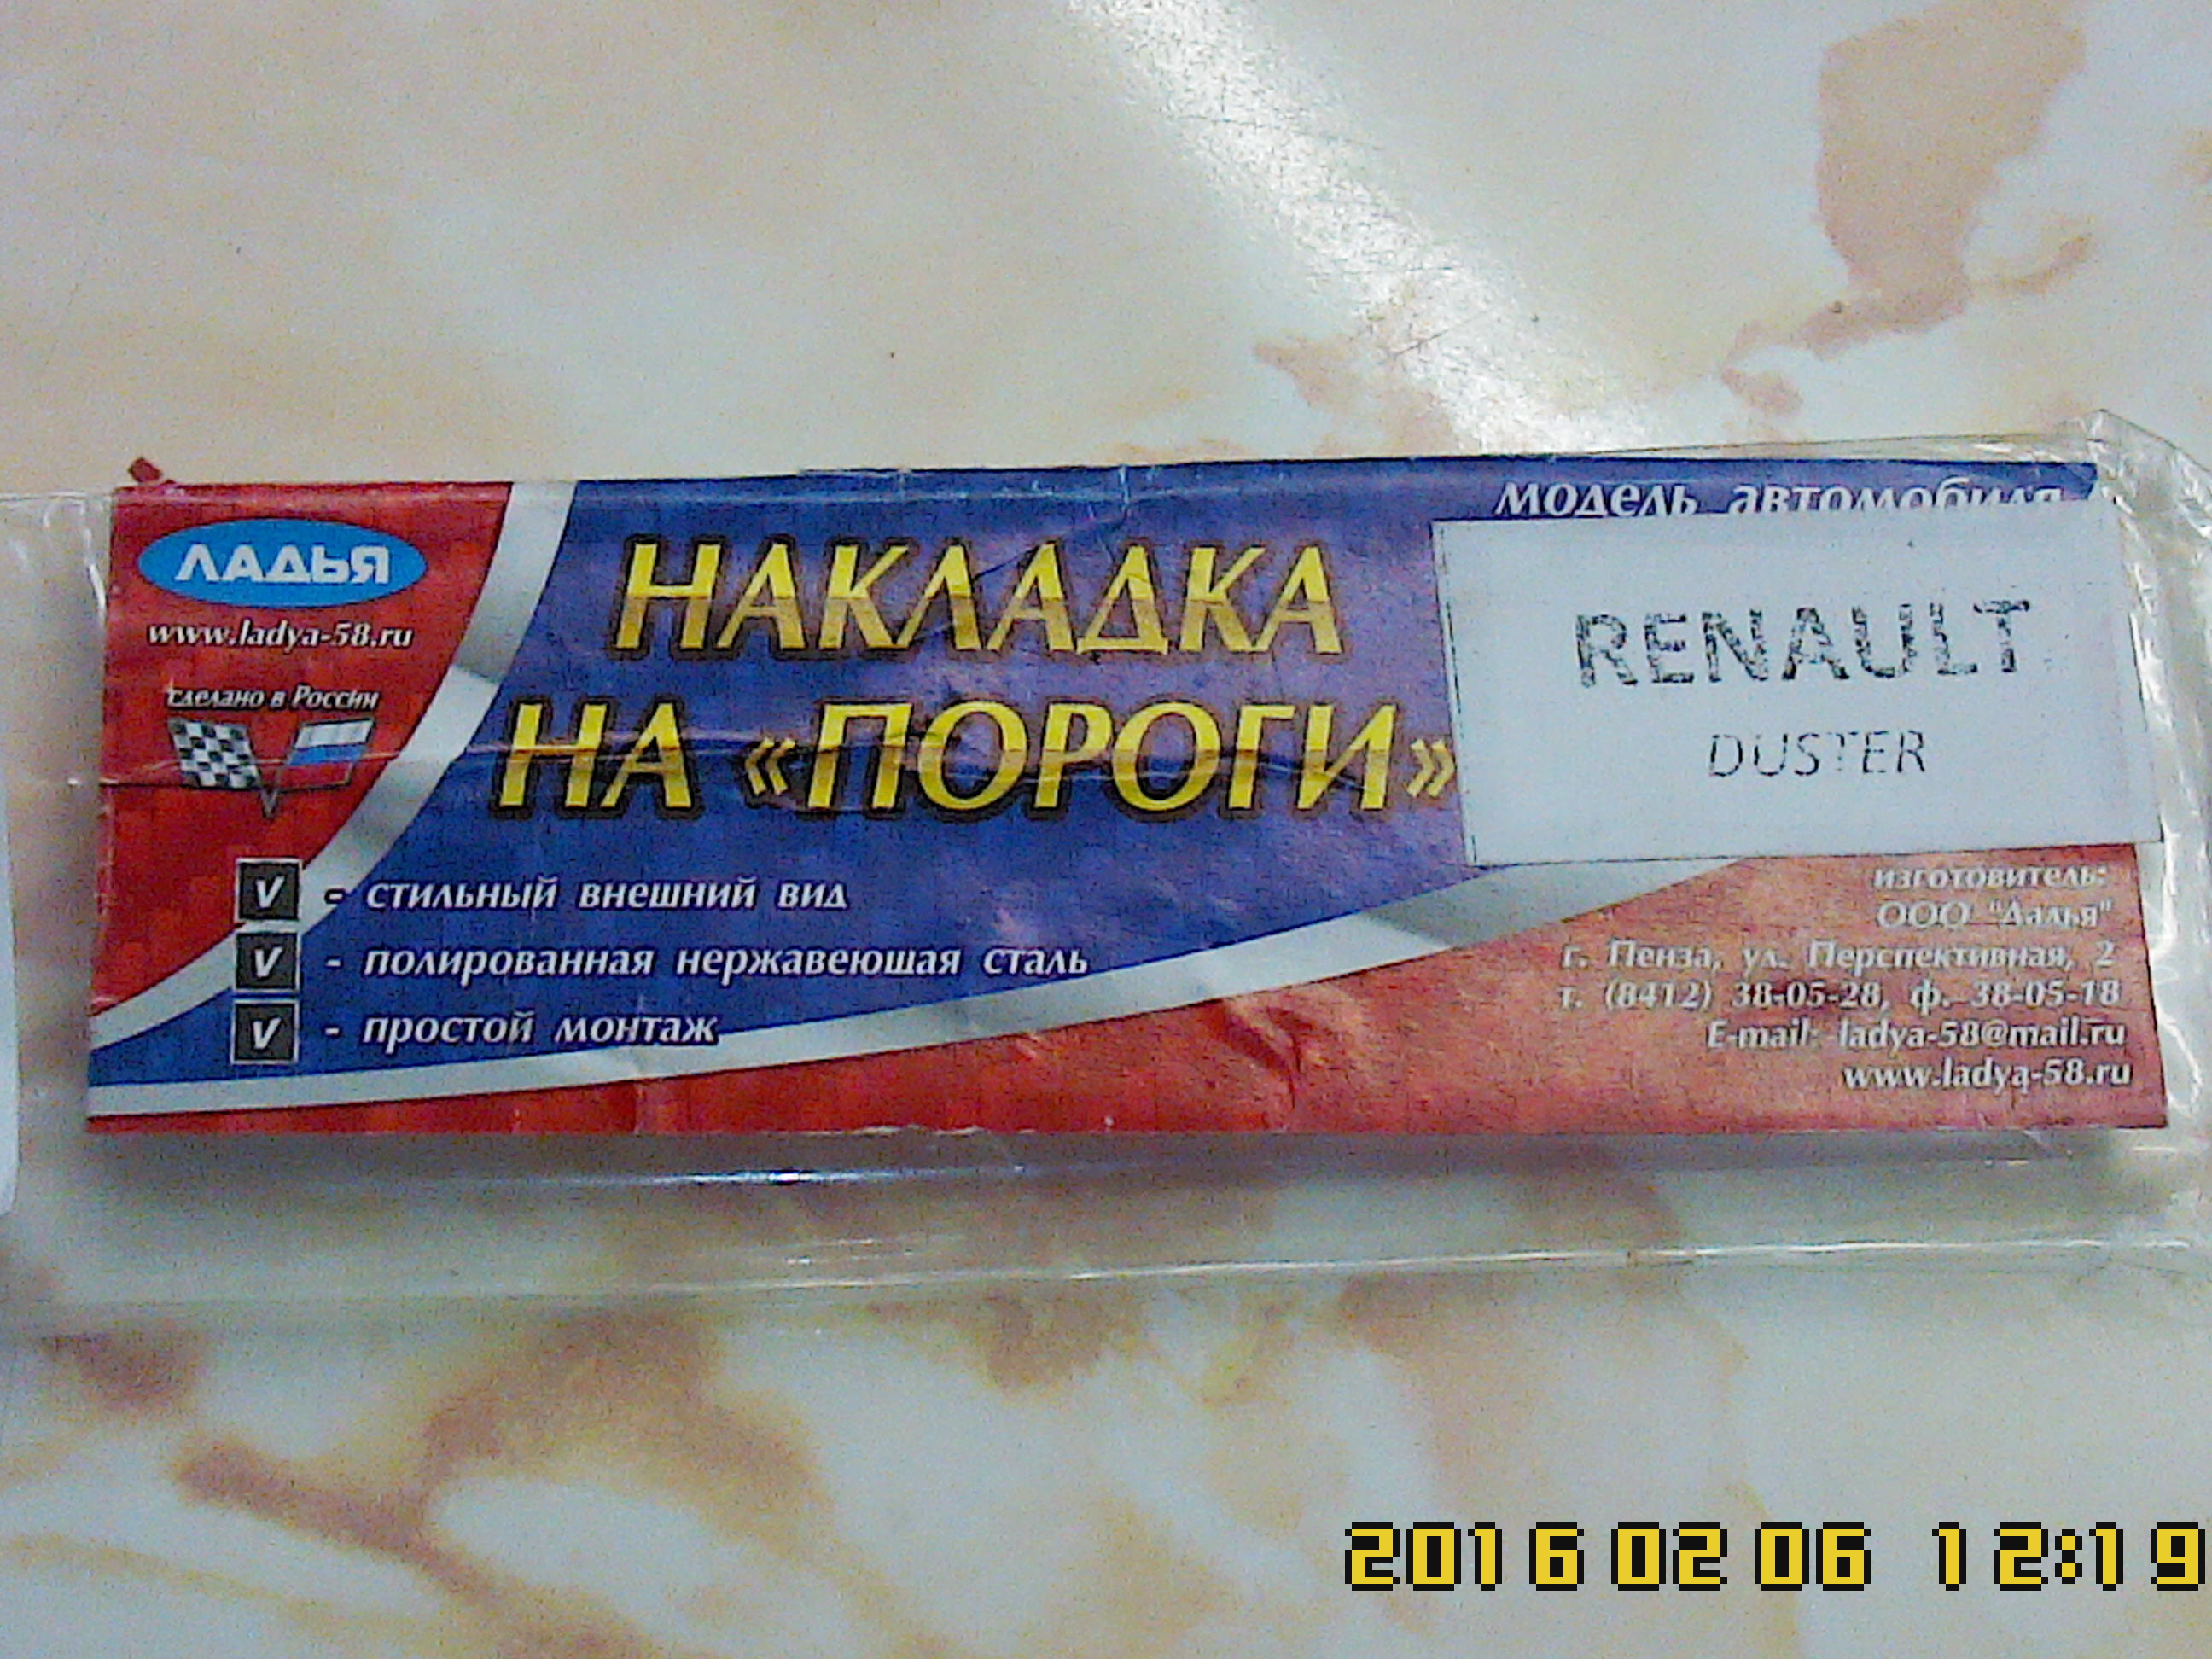 ЛАДЬЯ
www.ladya-58.ru
сделано в России
НАКЛАДКА
НА «ПОРОГИ»
модель автомобиля
RENAULT
DUSTER
V - стильный внешний вид
V - полированная нержавеющая сталь
V - простой монтаж
изготовитель:
ООО "Ладья"
г. Пенза, ул. Перспективная, 2
т. (8412) 38-05-28, ф. 38-05-18
E-mail: ladya-58@mail.ru
www.ladya-58.ru
2016 02 06 12:19